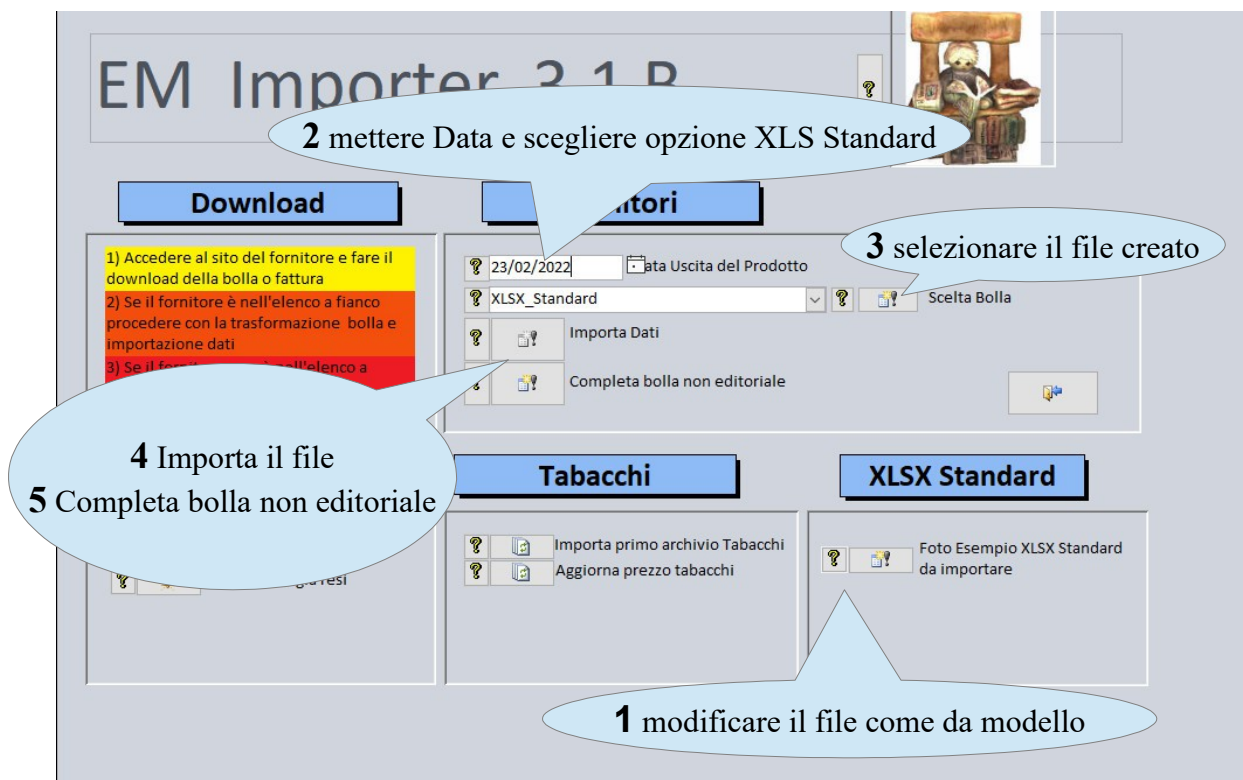 EM Importer 3.1 B
?
2 mettere Data e scegliere opzione XLS Standard
Download
itori
3 selezionare il file creato
1) Accedere al sito del fornitore e fare il
download della bolla o fattura
2) Se il fornitore è nell'elenco a fianco
procedere con la trasformazione bolla e
importazione dati
3) Se il
nell'elenco a
? 23/02/2022 ata Uscita del Prodotto
? XLSX_Standard ? Scelta Bolla
? Importa Dati
? Completa bolla non editoriale
4 Importa il file
5 Completa bolla non editoriale
Tabacchi
XLSX Standard
? resi
? Importa primo archivio Tabacchi
? Aggiorna prezzo tabacchi
? Foto Esempio XLSX Standard
da importare
1 modificare il file come da modello